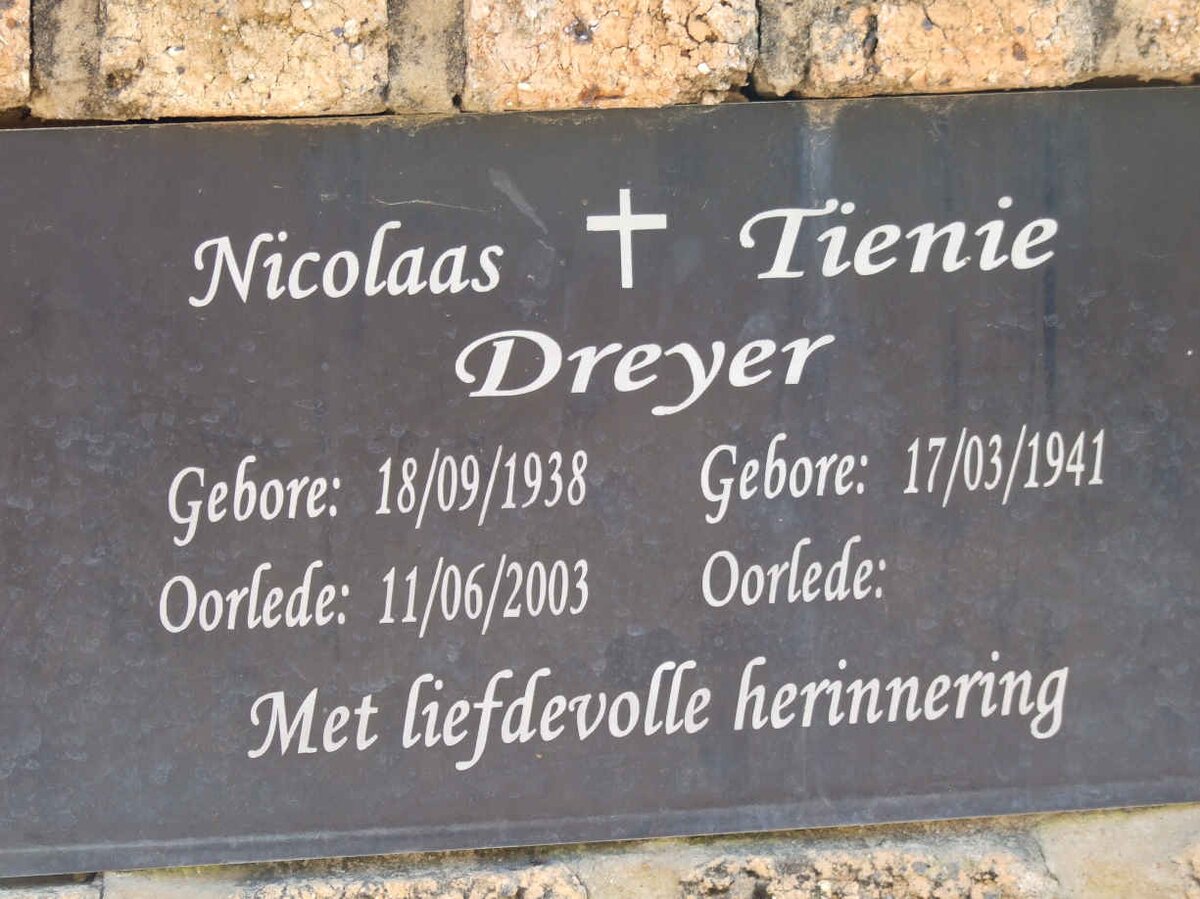 Nicolaas Tienie
Dreyer
Gebore: 18/09/1938 Gebore: 17/03/1941
Oorlede: 11/06/2003 Oorlede:
Met liefdevolle herinnering